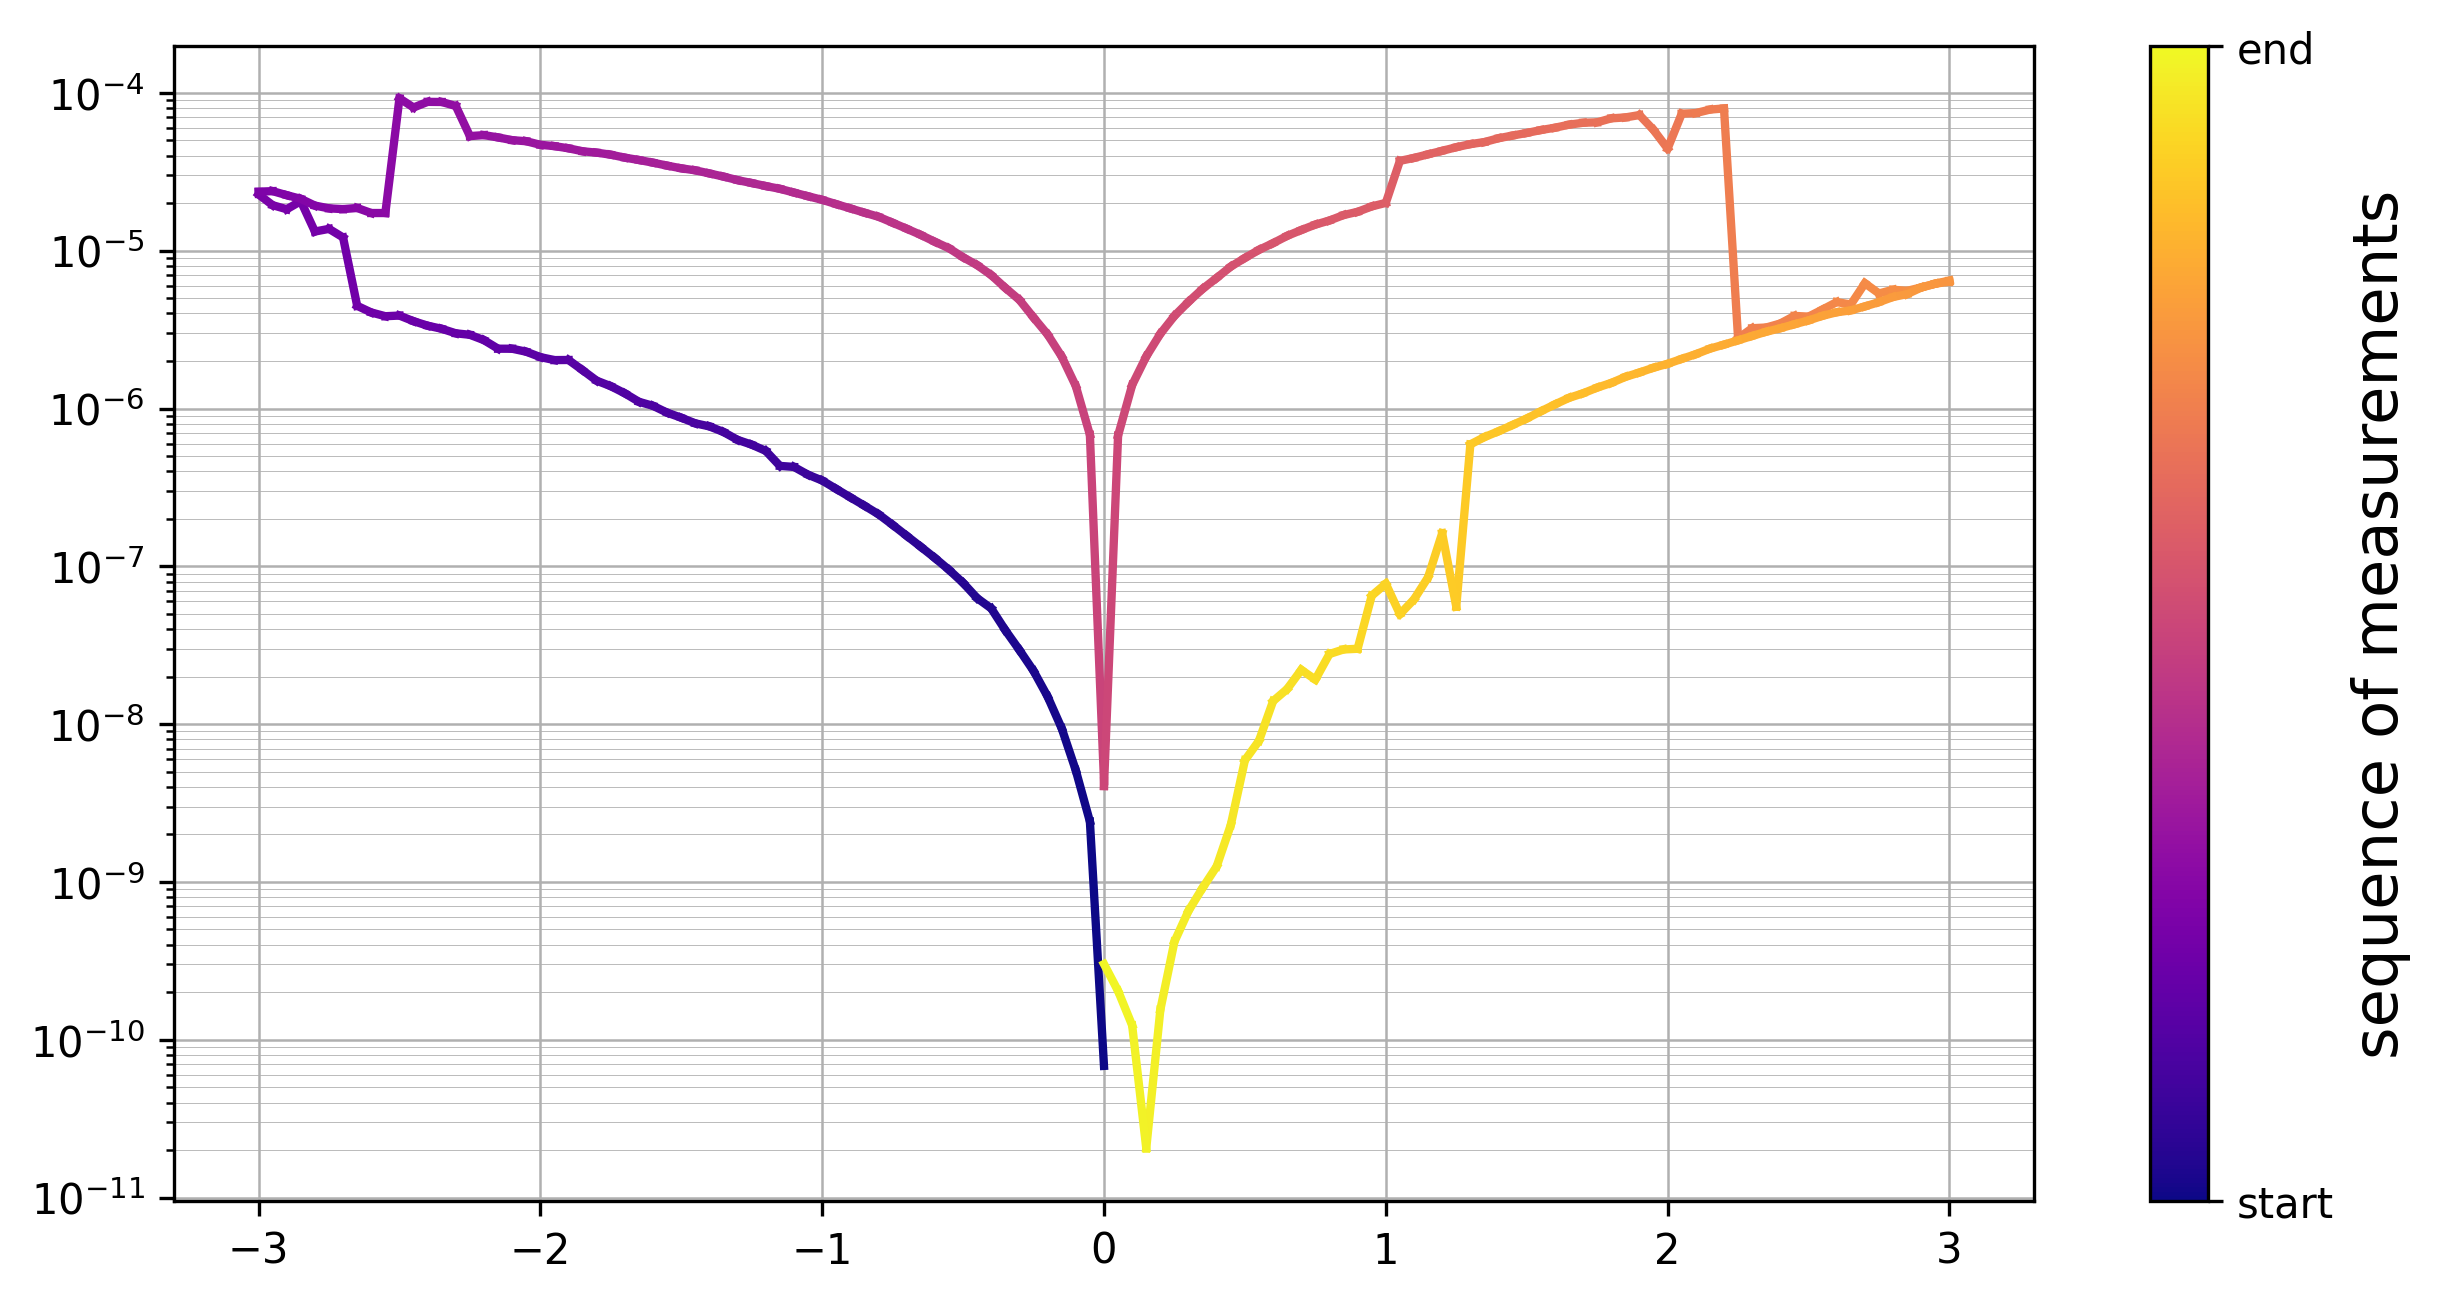 10⁻⁴
10⁻⁵
10⁻⁶
10⁻⁷
10⁻⁸
10⁻⁹
10⁻¹⁰
10⁻¹¹
−3 −2 −1 0 1 2 3
end
start
sequence of measurements